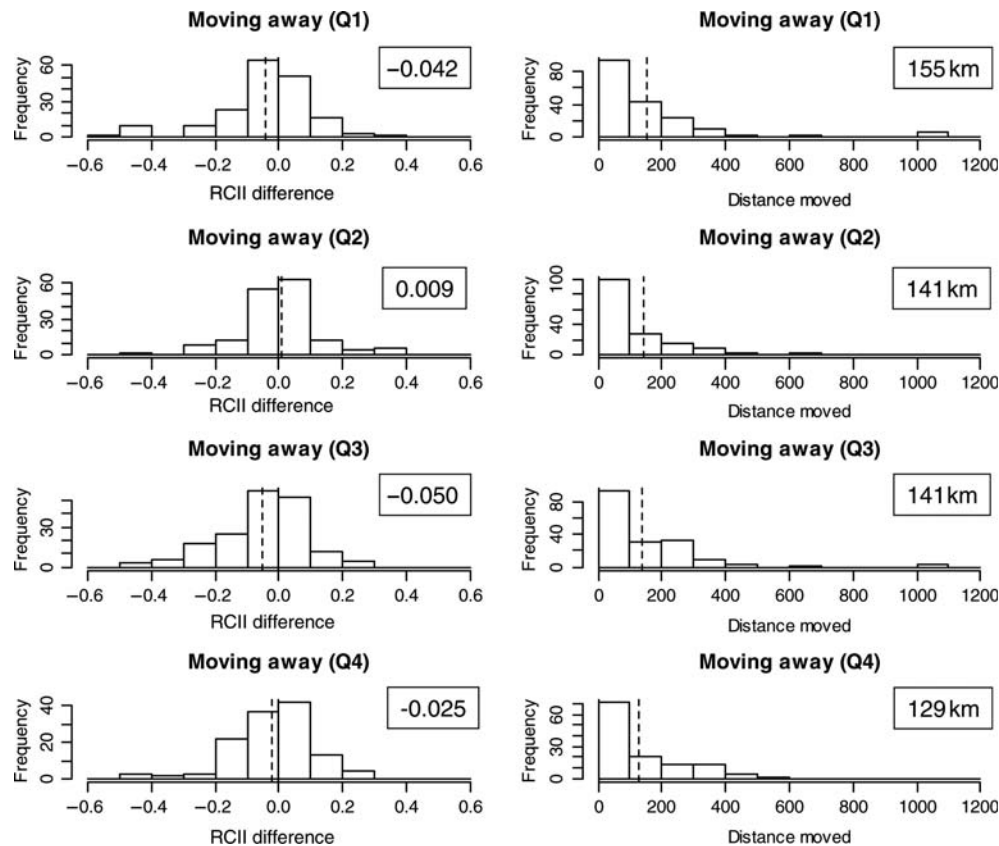 Moving away (Q1)
Frequency
60
30
0
−0.042
−0.6 −0.4 −0.2 0.0 0.2 0.4 0.6
RCII difference
Moving away (Q1)
Frequency
80
40
0
155 km
0 200 400 600 800 1000 1200
Distance moved
Moving away (Q2)
Frequency
60
30
0
0.009
−0.6 −0.4 −0.2 0.0 0.2 0.4 0.6
RCII difference
Moving away (Q2)
Frequency
100
40
0
141 km
0 200 400 600 800 1000 1200
Distance moved
Moving away (Q3)
Frequency
30
0
−0.050
−0.6 −0.4 −0.2 0.0 0.2 0.4 0.6
RCII difference
Moving away (Q3)
Frequency
80
40
0
141 km
0 200 400 600 800 1000 1200
Distance moved
Moving away (Q4)
Frequency
40
20
0
-0.025
−0.6 −0.4 −0.2 0.0 0.2 0.4 0.6
RCII difference
Moving away (Q4)
Frequency
60
30
0
129 km
0 200 400 600 800 1000 1200
Distance moved